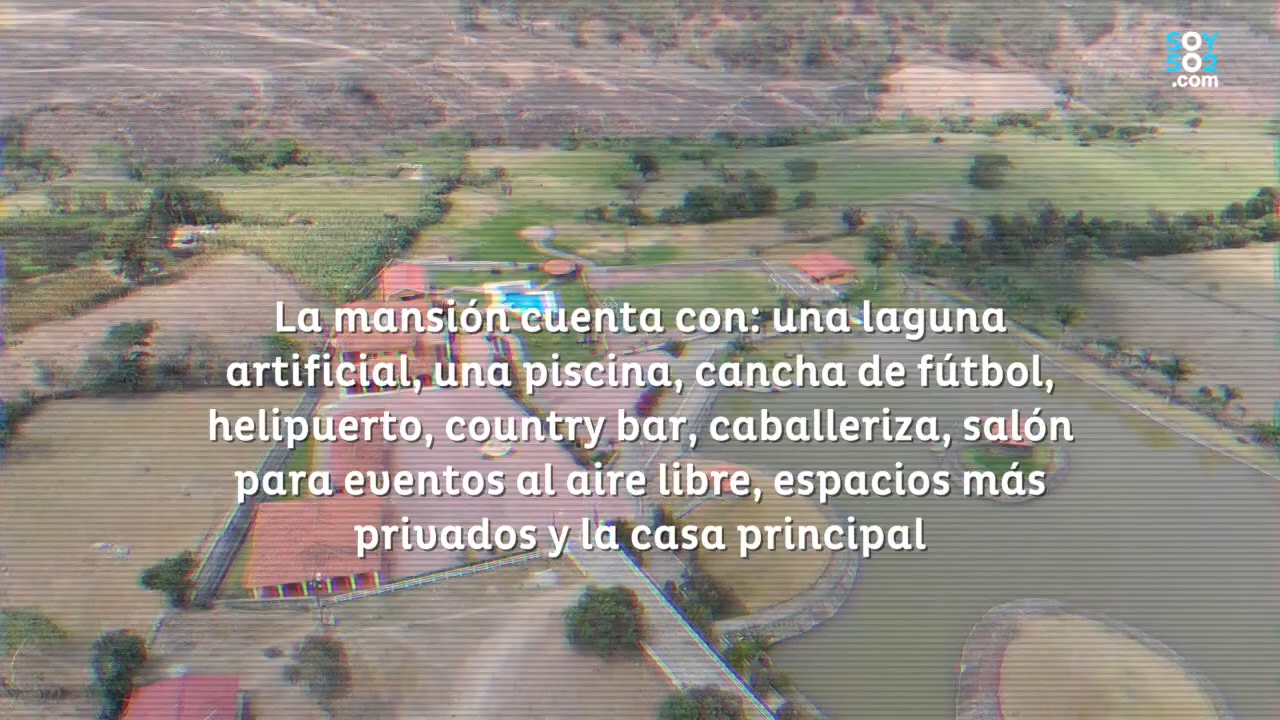 SOY
502
.com
La mansión cuenta con: una laguna
artificial, una piscina, cancha de fútbol,
helipuerto, country bar, caballeriza, salón
para eventos al aire libre, espacios más
privados y la casa principal